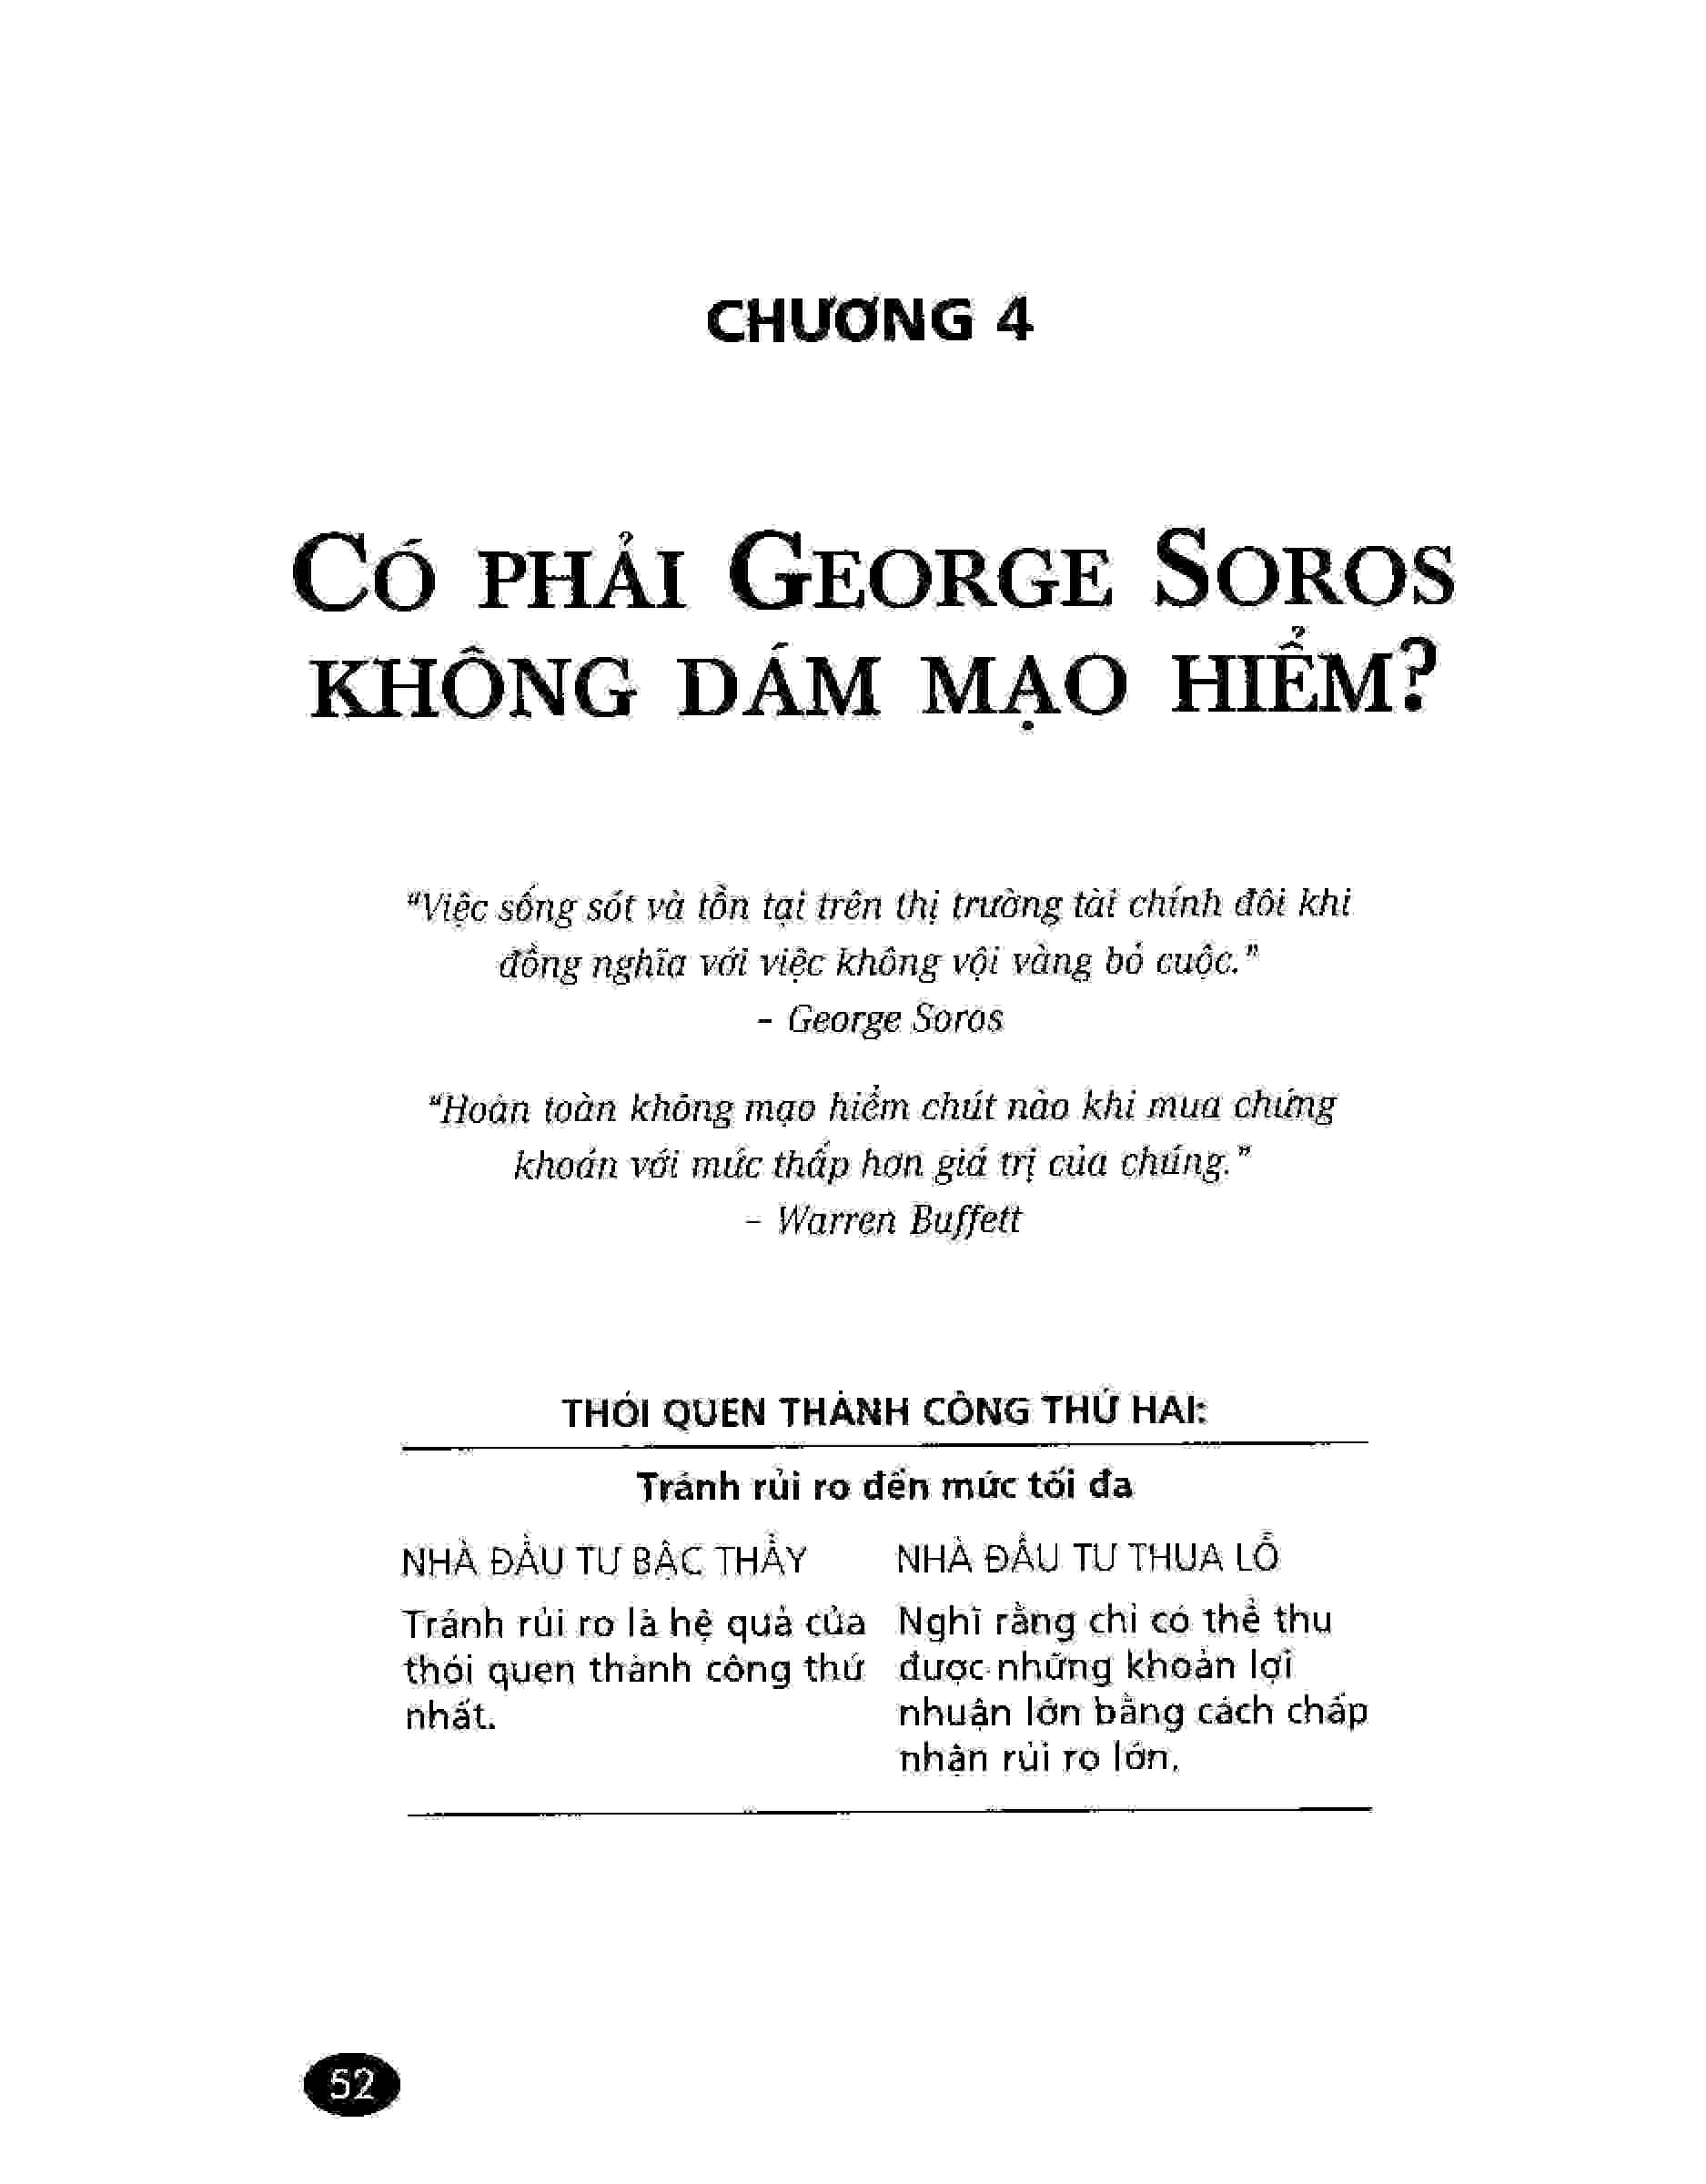 CHƯƠNG 4
CÓ PHẢI GEORGE SOROS
KHÔNG DÁM MẠO HIỂM?
"Việc sống sót và tồn tại trên thị trường tài chính đôi khi
đồng nghĩa với việc không vội vàng bỏ cuộc."
– George Soros
"Hoàn toàn không mạo hiểm chút nào khi mua chứng
khoán với mức thấp hơn giá trị của chúng."
– Warren Buffett
THÓI QUEN THÀNH CÔNG THỨ HAI:
Tránh rủi ro đến mức tối đa
NHÀ ĐẦU TƯ BẬC THẦY
Tránh rủi ro là hệ quả của
thói quen thành công thứ
nhất.
NHÀ ĐẦU TƯ THUA LỖ
Nghĩ rằng chỉ có thể thu
được những khoản lợi
nhuận lớn bằng cách chấp
nhận rủi ro lớn.
52